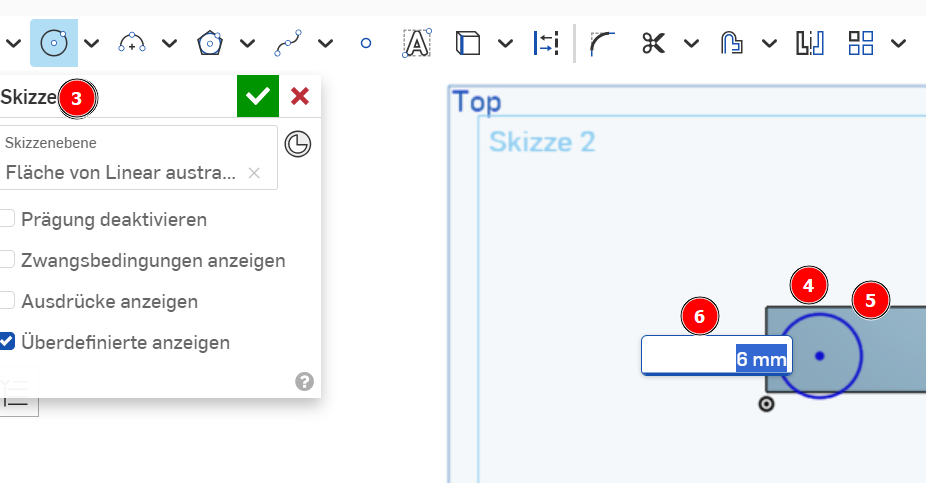 Skizze 3
Skizzenebene
Fläche von Linear austra...
Prägung deaktivieren
Zwangsbedingungen anzeigen
Ausdrücke anzeigen
Überdefinierte anzeigen
?
A
Top
Skizze 2
4
5
6
6 mm